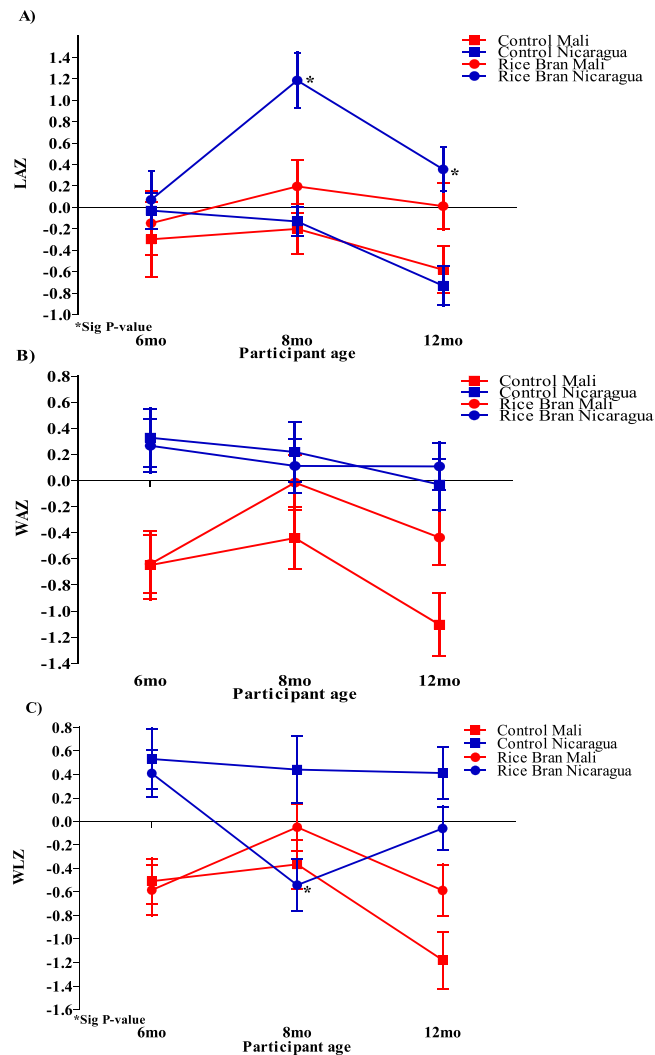 A)
Control Mali
Control Nicaragua
Rice Bran Mali
Rice Bran Nicaragua
1.4
1.2
1.0
0.8
0.6
0.4
0.2
0.0
-0.2
-0.4
-0.6
-0.8
-1.0
LAZ
*
*
*Sig P-value
6mo 8mo 12mo
Participant age
B)
Control Mali
Control Nicaragua
Rice Bran Mali
Rice Bran Nicaragua
0.8
0.6
0.4
0.2
0.0
-0.2
-0.4
-0.6
-0.8
-1.0
-1.2
-1.4
WAZ
6mo 8mo 12mo
Participant age
C)
Control Mali
Control Nicaragua
Rice Bran Mali
Rice Bran Nicaragua
0.8
0.6
0.4
0.2
0.0
-0.2
-0.4
-0.6
-0.8
-1.0
-1.2
-1.4
-1.6
WLZ
*
*Sig P-value
6mo 8mo 12mo
Participant age